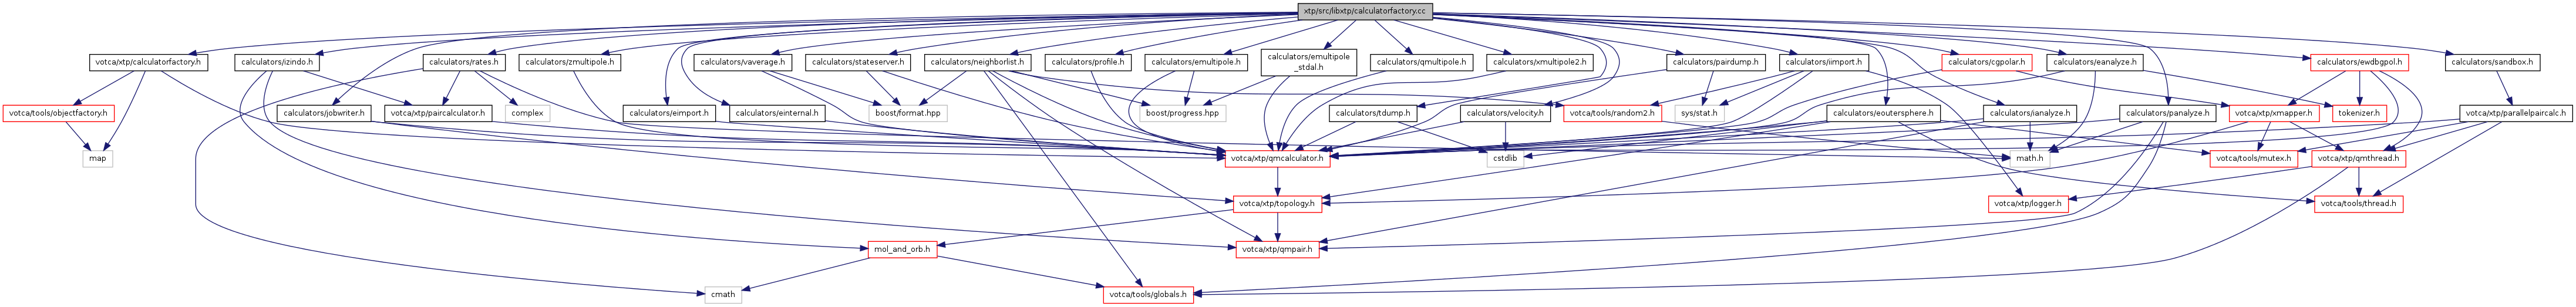 xtp/src/libxtp/calculatorfactory.cc
calculators/emultipole
_stdal.h
votca/xtp/calculatorfactory.h
calculators/izindo.h
calculators/rates.h
calculators/zmultipole.h
calculators/vaverage.h
calculators/stateserver.h
calculators/neighborlist.h
calculators/profile.h
calculators/emultipole.h
calculators/qmultipole.h
calculators/xmultipole2.h
calculators/pairdump.h
calculators/iimport.h
calculators/cgpolar.h
calculators/eanalyze.h
calculators/ewdbgpol.h
calculators/sandbox.h
votca/tools/objectfactory.h
calculators/jobwriter.h
votca/xtp/paircalculator.h
complex
calculators/eimport.h
calculators/einternal.h
boost/format.hpp
boost/progress.hpp
calculators/tdump.h
calculators/velocity.h
votca/tools/random2.h
sys/stat.h
calculators/eoutersphere.h
calculators/ianalyze.h
calculators/panalyze.h
votca/xtp/xmapper.h
tokenizer.h
votca/xtp/parallelpaircalc.h
map
votca/xtp/qmcalculator.h
cstdlib
math.h
votca/tools/mutex.h
votca/xtp/qmthread.h
votca/xtp/topology.h
votca/xtp/logger.h
votca/tools/thread.h
mol_and_orb.h
votca/xtp/qmpair.h
cmath
votca/tools/globals.h